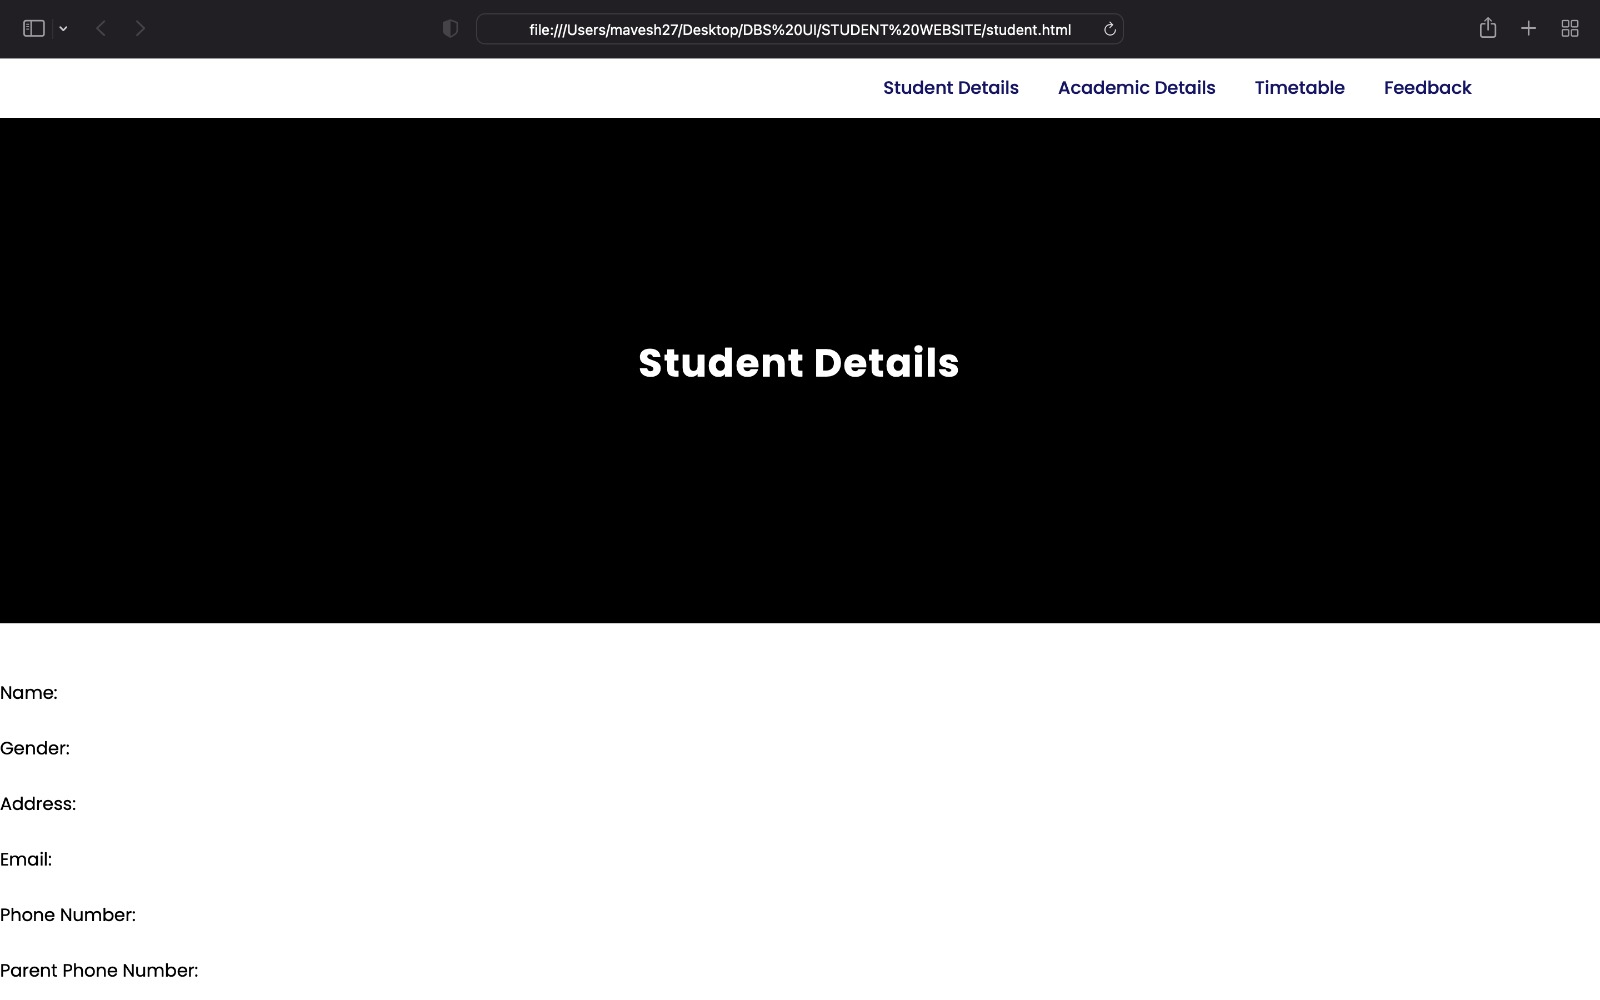 file:///Users/mavesh27/Desktop/DBS%20UI/STUDENT%20WEBSITE/student.html
Student Details Academic Details Timetable Feedback
Student Details
Name:
Gender:
Address:
Email:
Phone Number:
Parent Phone Number: